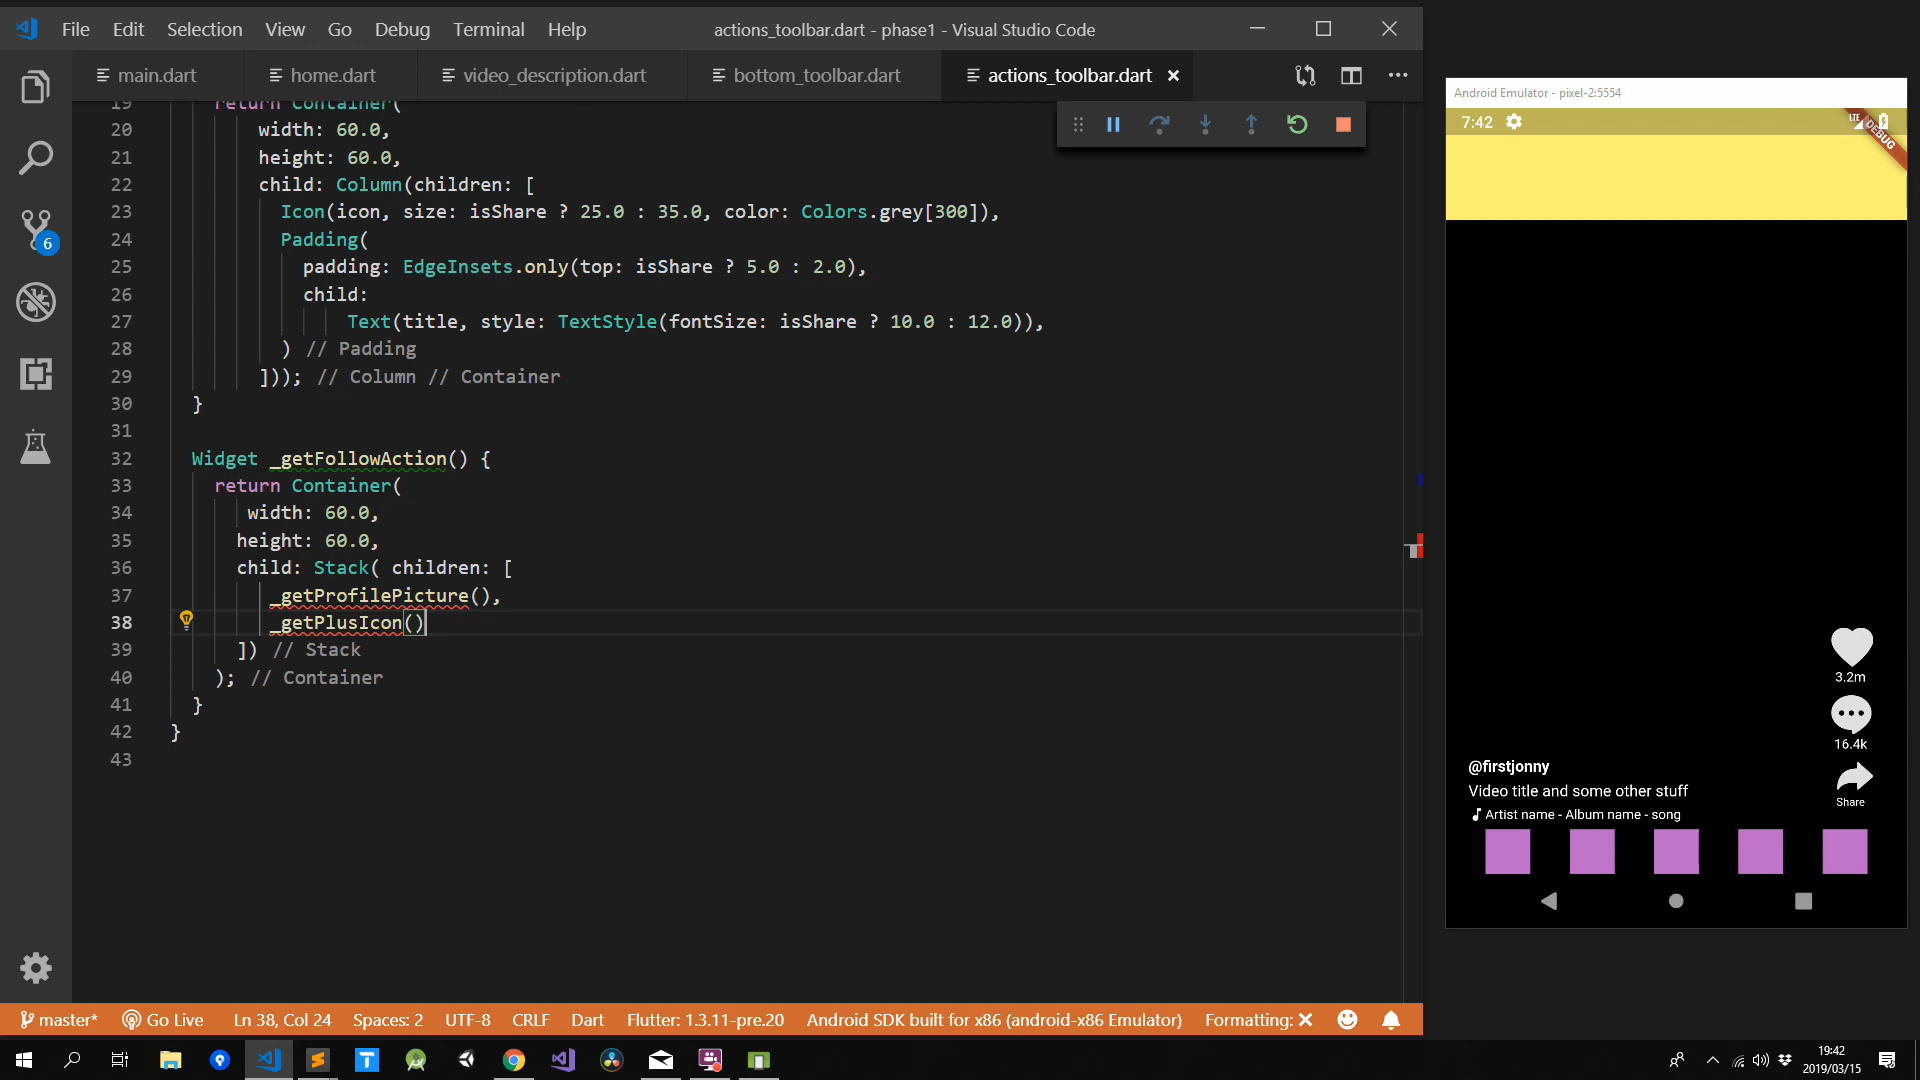 File Edit Selection View Go Debug Terminal Help
actions_toolbar.dart - phase1 - Visual Studio Code
main.dart
home.dart
video_description.dart
bottom_toolbar.dart
actions_toolbar.dart
19 return Container(
20 width: 60.0,
21 height: 60.0,
22 child: Column(children: [
23 Icon(icon, size: isShare ? 25.0 : 35.0, color: Colors.grey[300]),
24 Padding(
25 padding: EdgeInsets.only(top: isShare ? 5.0 : 2.0),
26 child:
27 Text(title, style: TextStyle(fontSize: isShare ? 10.0 : 12.0)),
28 ) // Padding
29 ])); // Column // Container
30 }
31
32 Widget _getFollowAction() {
33 return Container(
34 width: 60.0,
35 height: 60.0,
36 child: Stack( children: [
37 _getProfilePicture(),
38 _getPlusIcon()
39 ]) // Stack
40 ); // Container
41 }
42 }
43
6
master* Go Live Ln 38, Col 24 Spaces: 2 UTF-8 CRLF Dart Flutter: 1.3.11-pre.20 Android SDK built for x86 (android-x86 Emulator) Formatting: ✕
Android Emulator - pixel-2:5554
7:42
LTE
DEBUG
3.2m
16.4k
Share
@firstjonny
Video title and some other stuff
Artist name - Album name - song
19:42
2019/03/15